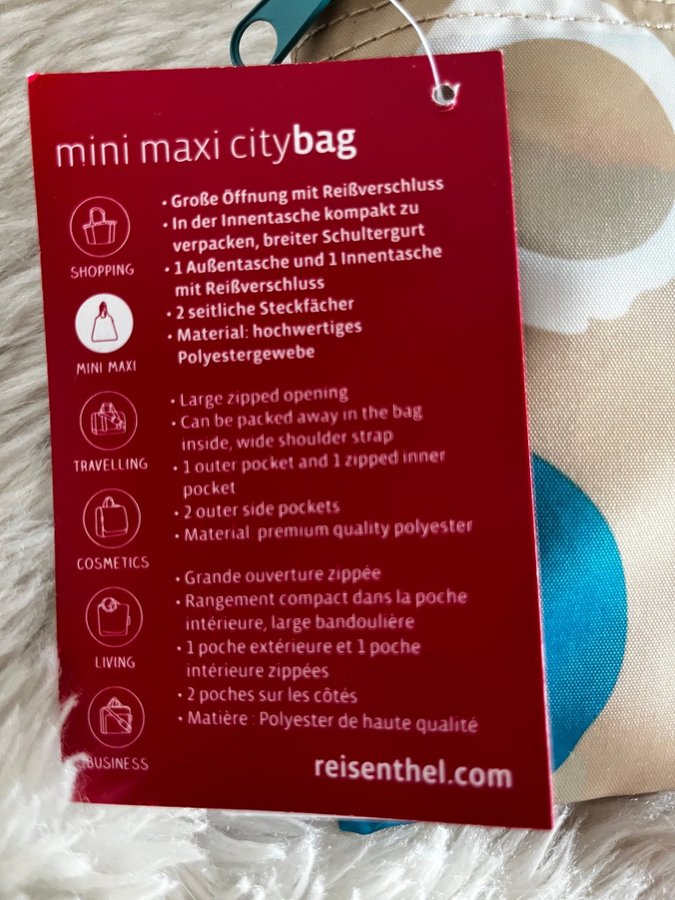 mini maxi citybag
• Große Öffnung mit Reißverschluss
• In der Innentasche kompakt zu
verpacken, breiter Schultergurt
• 1 Außentasche und 1 Innentasche
mit Reißverschluss
• 2 seitliche Steckfächer
• Material: hochwertiges
Polyestergewebe
• Large zipped opening
• Can be packed away in the bag
inside, wide shoulder strap
• 1 outer pocket and 1 zipped inner
pocket
• 2 outer side pockets
• Material premium quality polyester
• Grande ouverture zippée
• Rangement compact dans la poche
intérieure, large bandoulière
• 1 poche extérieure et 1 poche
intérieure zippées
• 2 poches sur les côtés
• Matière : Polyester de haute qualité
SHOPPING
MINI MAXI
TRAVELLING
COSMETICS
LIVING
BUSINESS
reisenthel.com